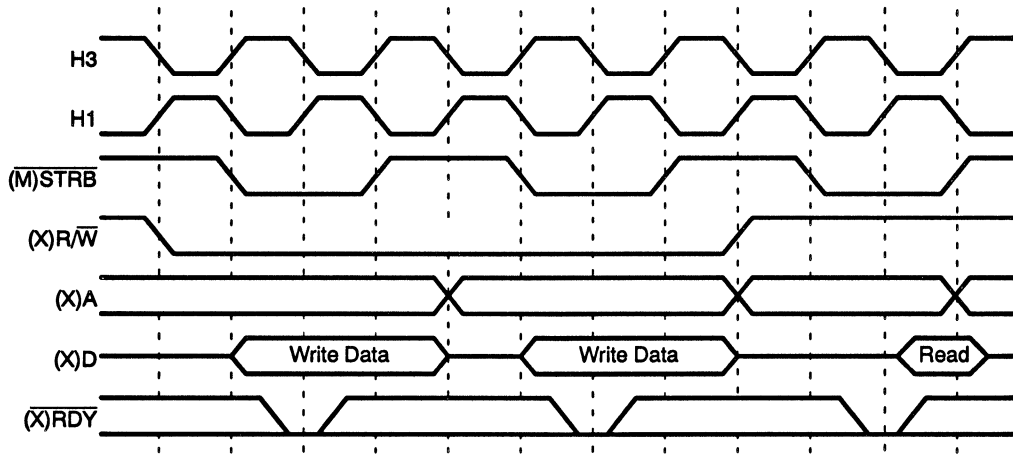 H3
H1
(M)STRB
(X)R/W
(X)A
(X)D Write Data Write Data Read
(X)RDY